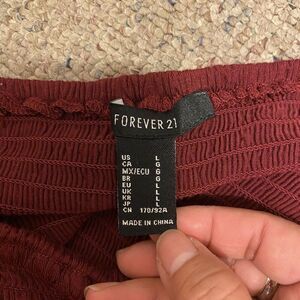 FOREVER 21
US L
CA G
MX/ECU G
BR G
EU L
UK L
KR L
JP L
CN 170/92A
MADE IN CHINA